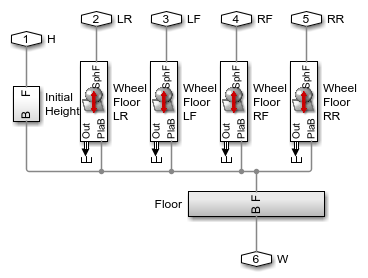 2 LR
3 LF
4 RF
5 RR
1 H
F
B
Initial
Height
SphF
Out
PlaB
Wheel
Floor
LR
SphF
Out
PlaB
Wheel
Floor
LF
SphF
Out
PlaB
Wheel
Floor
RF
SphF
Out
PlaB
Wheel
Floor
RR
Floor
B F
6 W